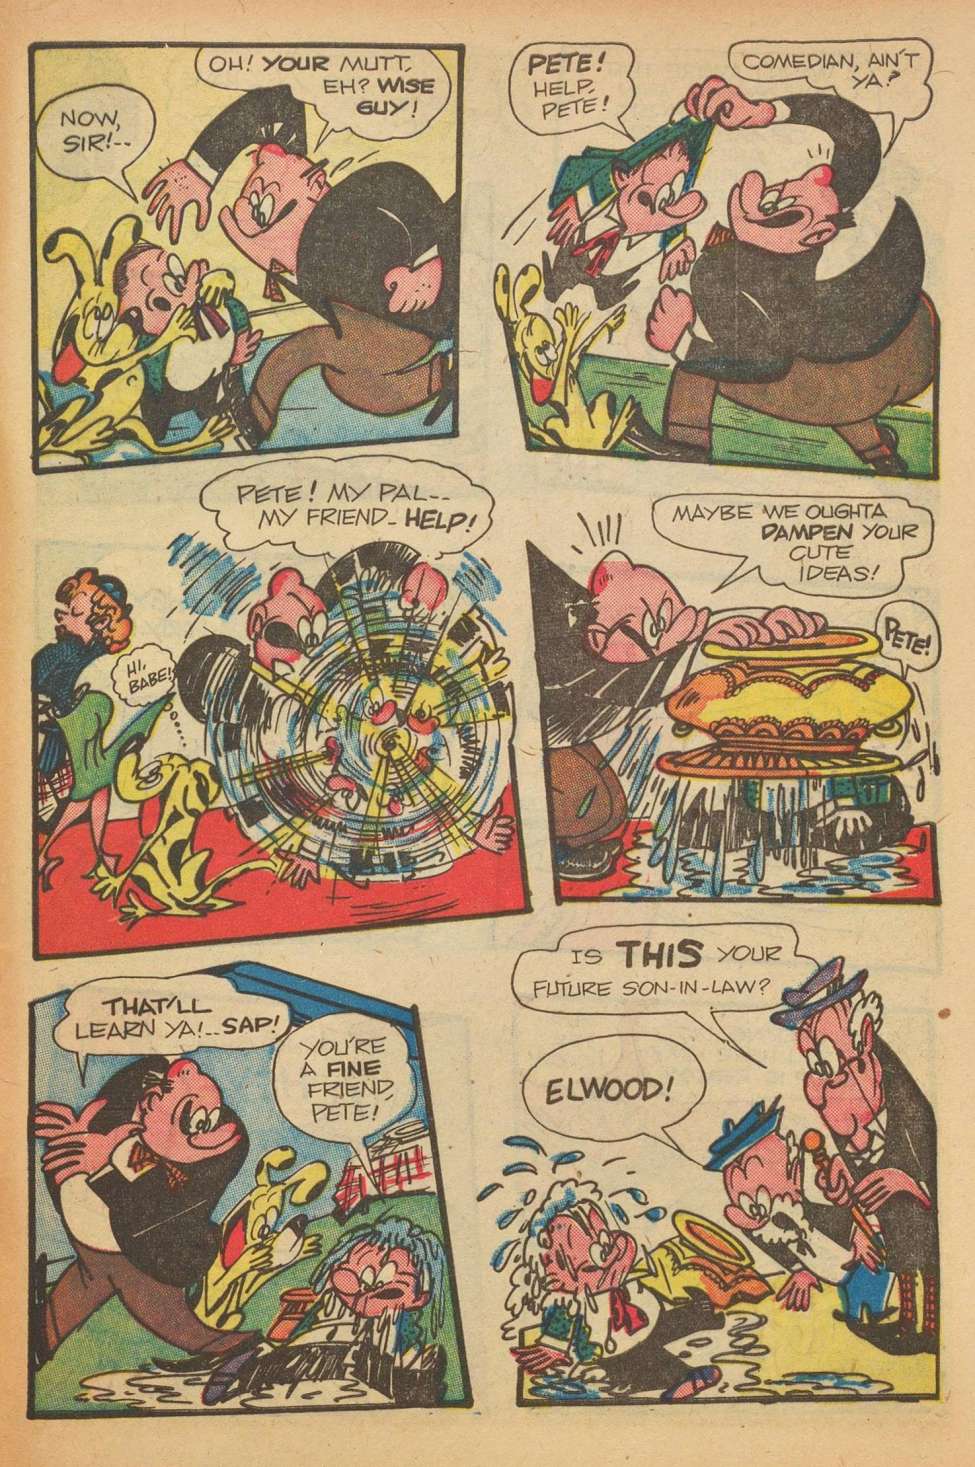 NOW,
SIR!--
OH! YOUR MUTT,
EH? WISE
GUY!
PETE!
HELP,
PETE!
COMEDIAN, AIN'T
YA?
PETE! MY PAL--
MY FRIEND- HELP!
HI,
BABE!
MAYBE WE OUGHTA
DAMPEN YOUR
CUTE
IDEAS!
PETE!
THAT'LL
LEARN YA!-- SAP!
YOU'RE
A FINE
FRIEND,
PETE!
IS THIS YOUR
FUTURE SON-IN-LAW?
ELWOOD!